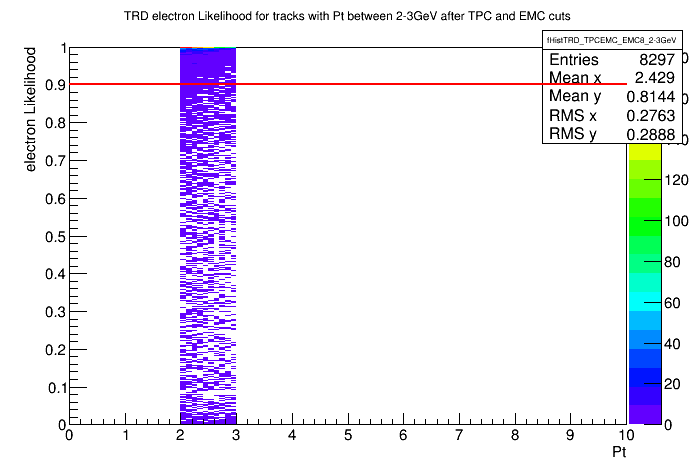 TRD electron Likelihood for tracks with Pt between 2-3GeV after TPC and EMC cuts
fHistTRD_TPCEMC_EMC8_2-3GeV
Entries 8297
Mean x 2.429
Mean y 0.8144
RMS x 0.2763
RMS y 0.2888
electron Likelihood
1
0.9
0.8
0.7
0.6
0.5
0.4
0.3
0.2
0.1
0
0 1 2 3 4 5 6 7 8 9 10
Pt
120
100
80
60
40
20
0